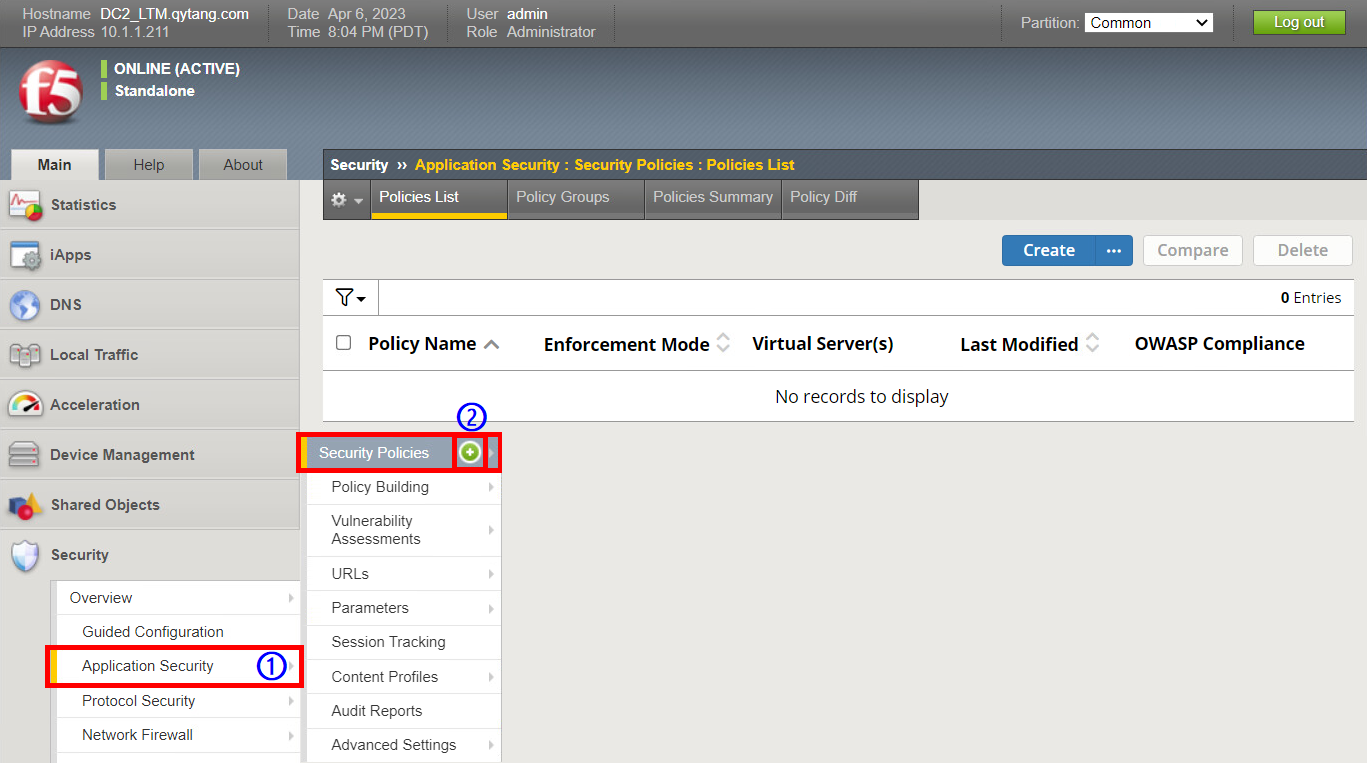 Hostname DC2_LTM.qytang.com Date Apr 6, 2023 User admin
IP Address 10.1.1.211 Time 8:04 PM (PDT) Role Administrator
Partition: Common Log out
f5
ONLINE (ACTIVE)
Standalone
Main Help About
Security ›› Application Security : Security Policies : Policies List
Policies List Policy Groups Policies Summary Policy Diff
Statistics
iApps
DNS
Local Traffic
Acceleration
Device Management
Shared Objects
Security
Overview
Guided Configuration
Application Security ①
Protocol Security
Network Firewall
Create ... Compare Delete
0 Entries
Policy Name Enforcement Mode Virtual Server(s) Last Modified OWASP Compliance
No records to display
②
Security Policies
Policy Building
Vulnerability
Assessments
URLs
Parameters
Session Tracking
Content Profiles
Audit Reports
Advanced Settings